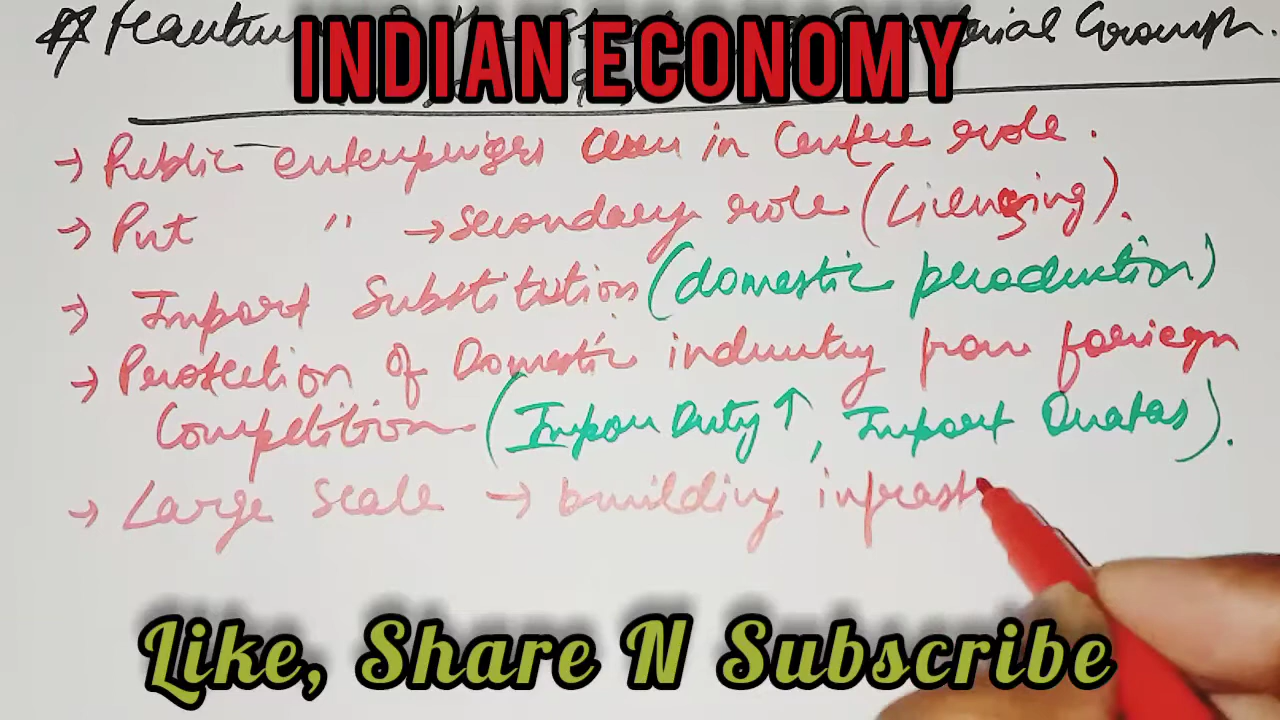 INDIAN ECONOMY
Growth.
→ Public enterprises in Centre role.
→ Pvt " → secondary role (Licensing).
→ Import Substitution (domestic production)
→ Protection of Domestic industry from foreign
Competition (Import Duty ↑, Import Quotas).
→ Large Scale → building infrast
Like, Share N Subscribe